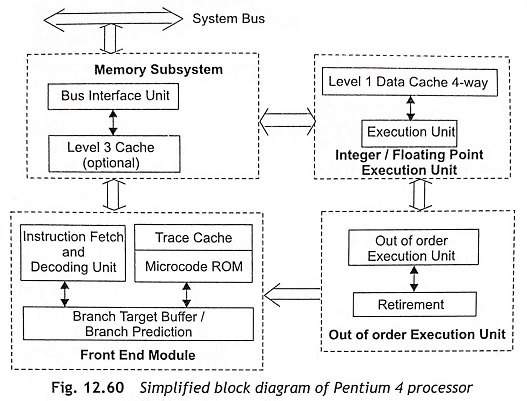 System Bus
Memory Subsystem
Bus Interface Unit
Level 3 Cache
(optional)
Level 1 Data Cache 4-way
Execution Unit
Integer / Floating Point
Execution Unit
Instruction Fetch
and
Decoding Unit
Trace Cache
Microcode ROM
Branch Target Buffer /
Branch Prediction
Front End Module
Out of order
Execution Unit
Retirement
Out of order Execution Unit
Fig. 12.60 Simplified block diagram of Pentium 4 processor